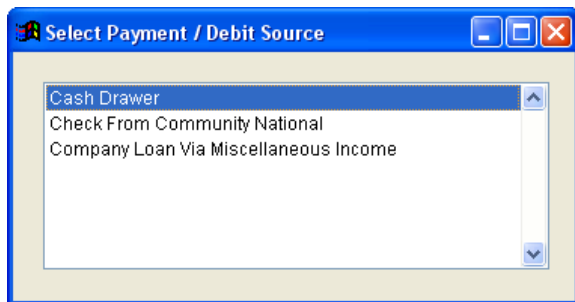 Select Payment / Debit Source
Cash Drawer
Check From Community National
Company Loan Via Miscellaneous Income